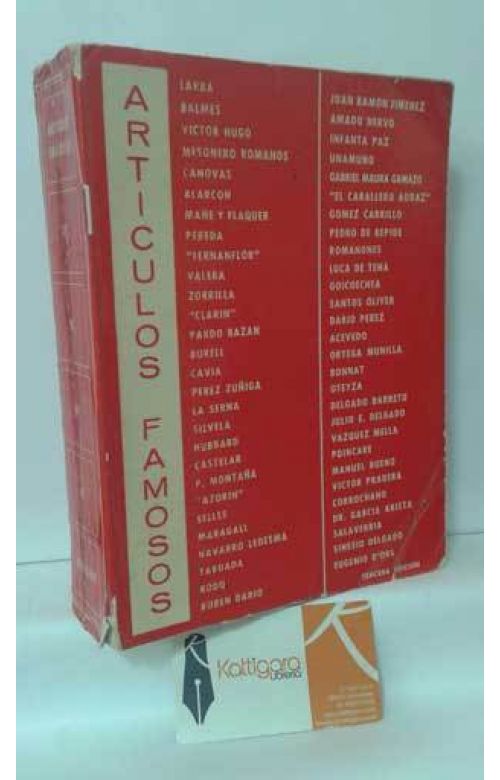 ARTICULOS FAMOSOS
LARRA
BALMES
VICTOR HUGO
MESONERO ROMANOS
CANOVAS
ALARCON
MAÑE Y FLAQUER
PEREDA
"FERNANFLOR"
VALERA
ZORRILLA
"CLARIN"
PARDO BAZAN
BURELL
CAVIA
PEREZ ZUÑIGA
LA SERNA
SILVELA
HUBBARD
CASTELAR
P. MONTAÑA
"AZORIN"
SELLES
MARAGALL
NAVARRO LEDESMA
TABOADA
RODO
RUBEN DARIO
JUAN RAMON JIMENEZ
AMADO NERVO
INFANTA PAZ
UNAMUNO
GABRIEL MAURA GAMAZO
"EL CABALLERO AUDAZ"
GOMEZ CARRILLO
PEDRO DE REPIDE
ROMANONES
LUCA DE TENA
GOICOECHEA
SANTOS OLIVER
DARIO PEREZ
ACEVEDO
ORTEGA MUNILLA
BONNAT
OTEYZA
DELGADO BARRETO
JULIO E. DELGADO
VAZQUEZ MELLA
POINCARE
MANUEL BUENO
VICTOR PRADERA
CORROCHANO
DR. GARCIA ARISTA
SALAVERRIA
SINESIO DELGADO
EUGENIO D'ORS
TERCERA EDICION
Kattigara
Librería